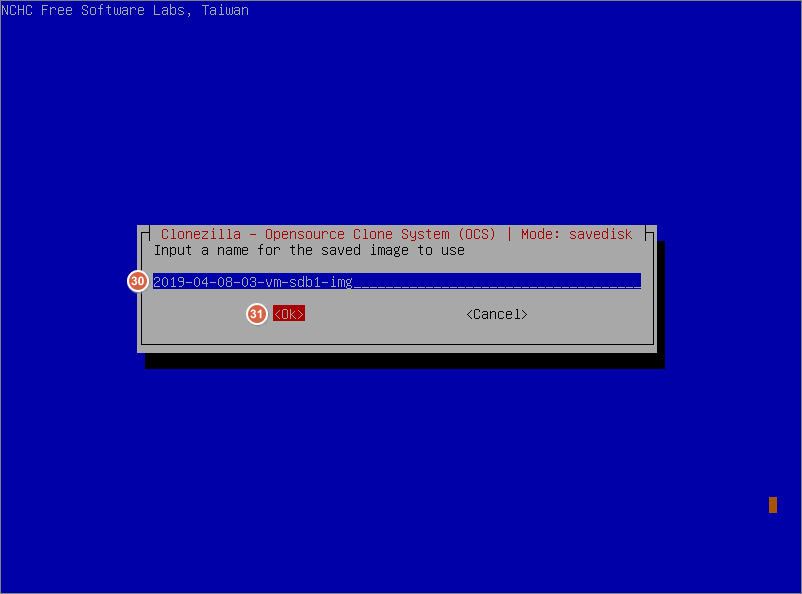 NCHC Free Software Labs, Taiwan
Clonezilla - Opensource Clone System (OCS) | Mode: savedisk
Input a name for the saved image to use
30 2019-04-08-03-vm-sdb1-img____________________________________
31 <Ok> <Cancel>